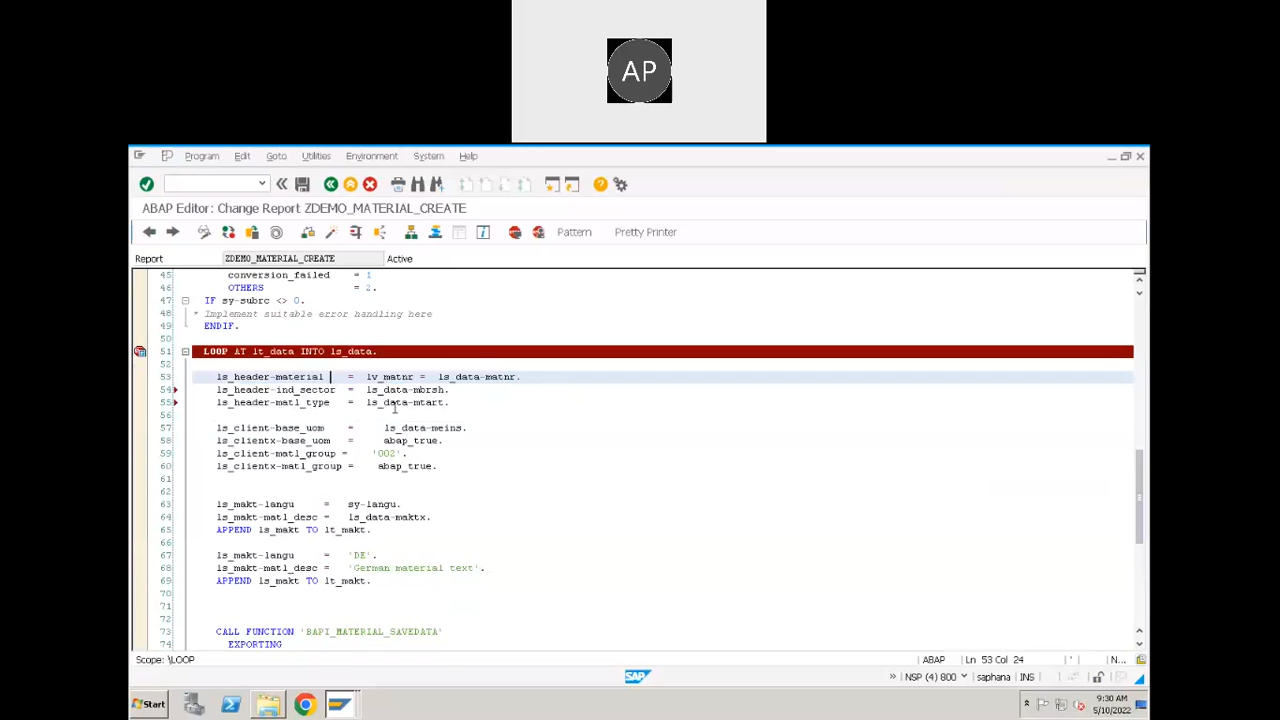 AP
Program Edit Goto Utilities Environment System Help
ABAP Editor: Change Report ZDEMO_MATERIAL_CREATE
Pattern Pretty Printer
Report ZDEMO_MATERIAL_CREATE Active
45 conversion_failed = 1
46 OTHERS = 2.
47 IF sy-subrc <> 0.
48 * Implement suitable error handling here
49 ENDIF.
50
51 LOOP AT lt_data INTO ls_data.
52
53 ls_header-material = lv_matnr = ls_data-matnr.
54 ls_header-ind_sector = ls_data-mbrsh.
55 ls_header-matl_type = ls_data-mtart.
56
57 ls_client-base_uom = ls_data-meins.
58 ls_clientx-base_uom = abap_true.
59 ls_client-matl_group = '002'.
60 ls_clientx-matl_group = abap_true.
61
62
63 ls_makt-langu = sy-langu.
64 ls_makt-matl_desc = ls_data-maktx.
65 APPEND ls_makt TO lt_makt.
66
67 ls_makt-langu = 'DE'.
68 ls_makt-matl_desc = 'German material text'.
69 APPEND ls_makt TO lt_makt.
70
71
72
73 CALL FUNCTION 'BAPI_MATERIAL_SAVEDATA'
74 EXPORTING
Scope: \LOOP ABAP Ln 53 Col 24 N...
SAP » NSP (4) 800 saphana INS
Start 9:30 AM
5/10/2022